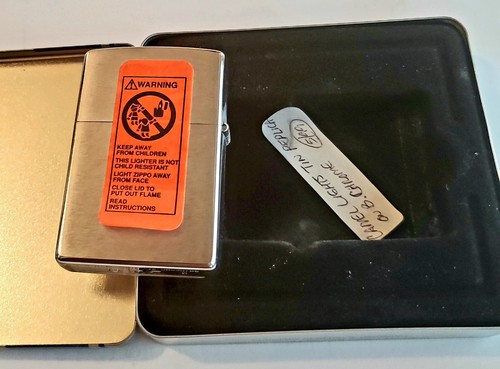 ⚠WARNING
KEEP AWAY
FROM CHILDREN
THIS LIGHTER IS NOT
CHILD RESISTANT
LIGHT ZIPPO AWAY
FROM FACE
CLOSE LID TO
PUT OUT FLAME
READ
INSTRUCTIONS
CAMEL LIGHTS TIN REPLICA
B. CHROME